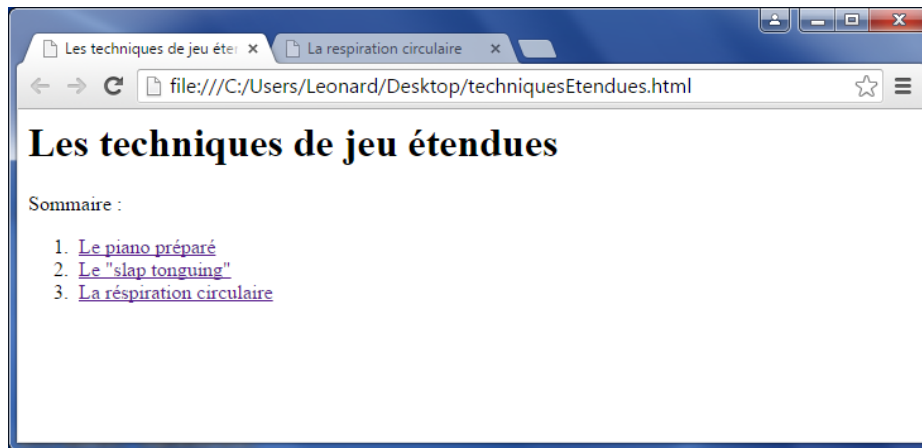 Les techniques de jeu éter
La respiration circulaire
file:///C:/Users/Leonard/Desktop/techniquesEtendues.html
Les techniques de jeu étendues
Sommaire :
1. Le piano préparé
2. Le "slap tonguing"
3. La réspiration circulaire